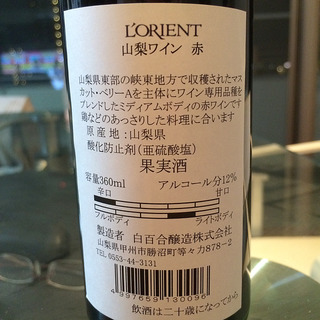 L'ORIENT
山梨ワイン 赤
山梨県東部の峡東地方で収穫されたマス
カット・ベリーAを主体にワイン専用品種を
ブレンドしたミディアムボディの赤ワインです
鶏などのあっさりした料理に合います
原産地:山梨県
酸化防止剤(亜硫酸塩)
果実酒
容量360ml アルコール分12%
辛口 甘口
フルボディ ライトボディ
製造者 白百合醸造株式会社
山梨県甲州市勝沼町等々力878-2
TEL 0553-44-3131
4997659130096
飲酒は二十歳になってから